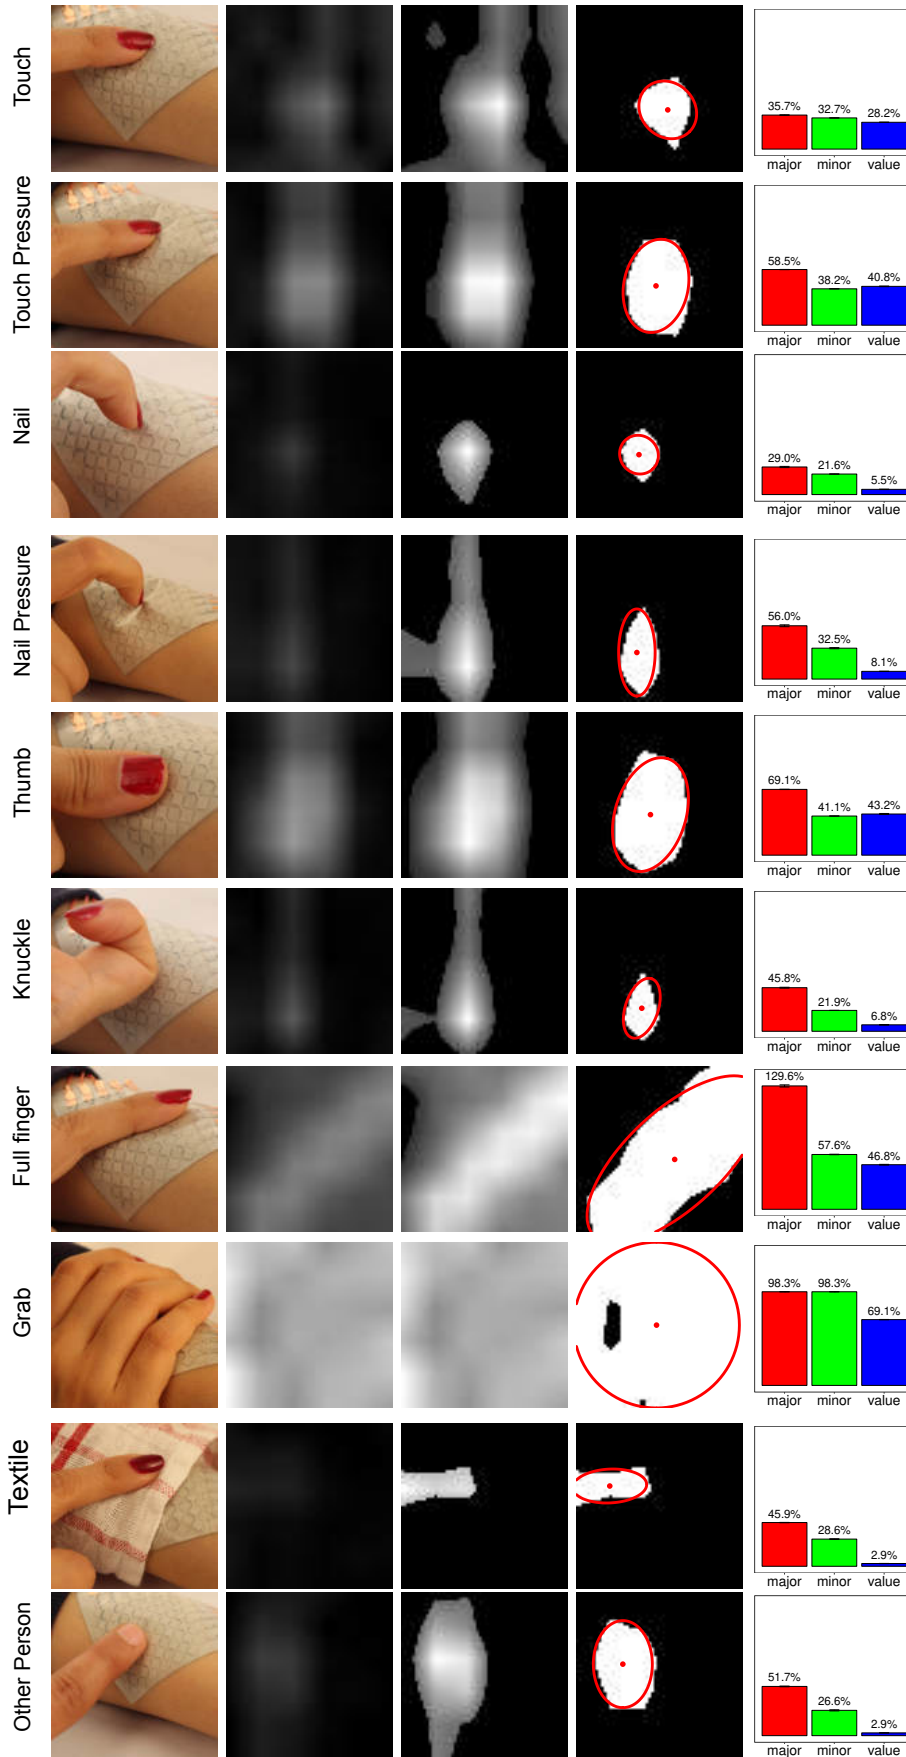 Touch
35.7% 32.7% 28.2%
major minor value
Touch Pressure
58.5% 38.2% 40.8%
major minor value
Nail
29.0% 21.6% 5.5%
major minor value
Nail Pressure
56.0% 32.5% 8.1%
major minor value
Thumb
69.1% 41.1% 43.2%
major minor value
Knuckle
45.8% 21.9% 6.8%
major minor value
Full finger
129.6% 57.6% 46.8%
major minor value
Grab
98.3% 98.3% 69.1%
major minor value
Textile
45.9% 28.6% 2.9%
major minor value
Other Person
51.7% 26.6% 2.9%
major minor value